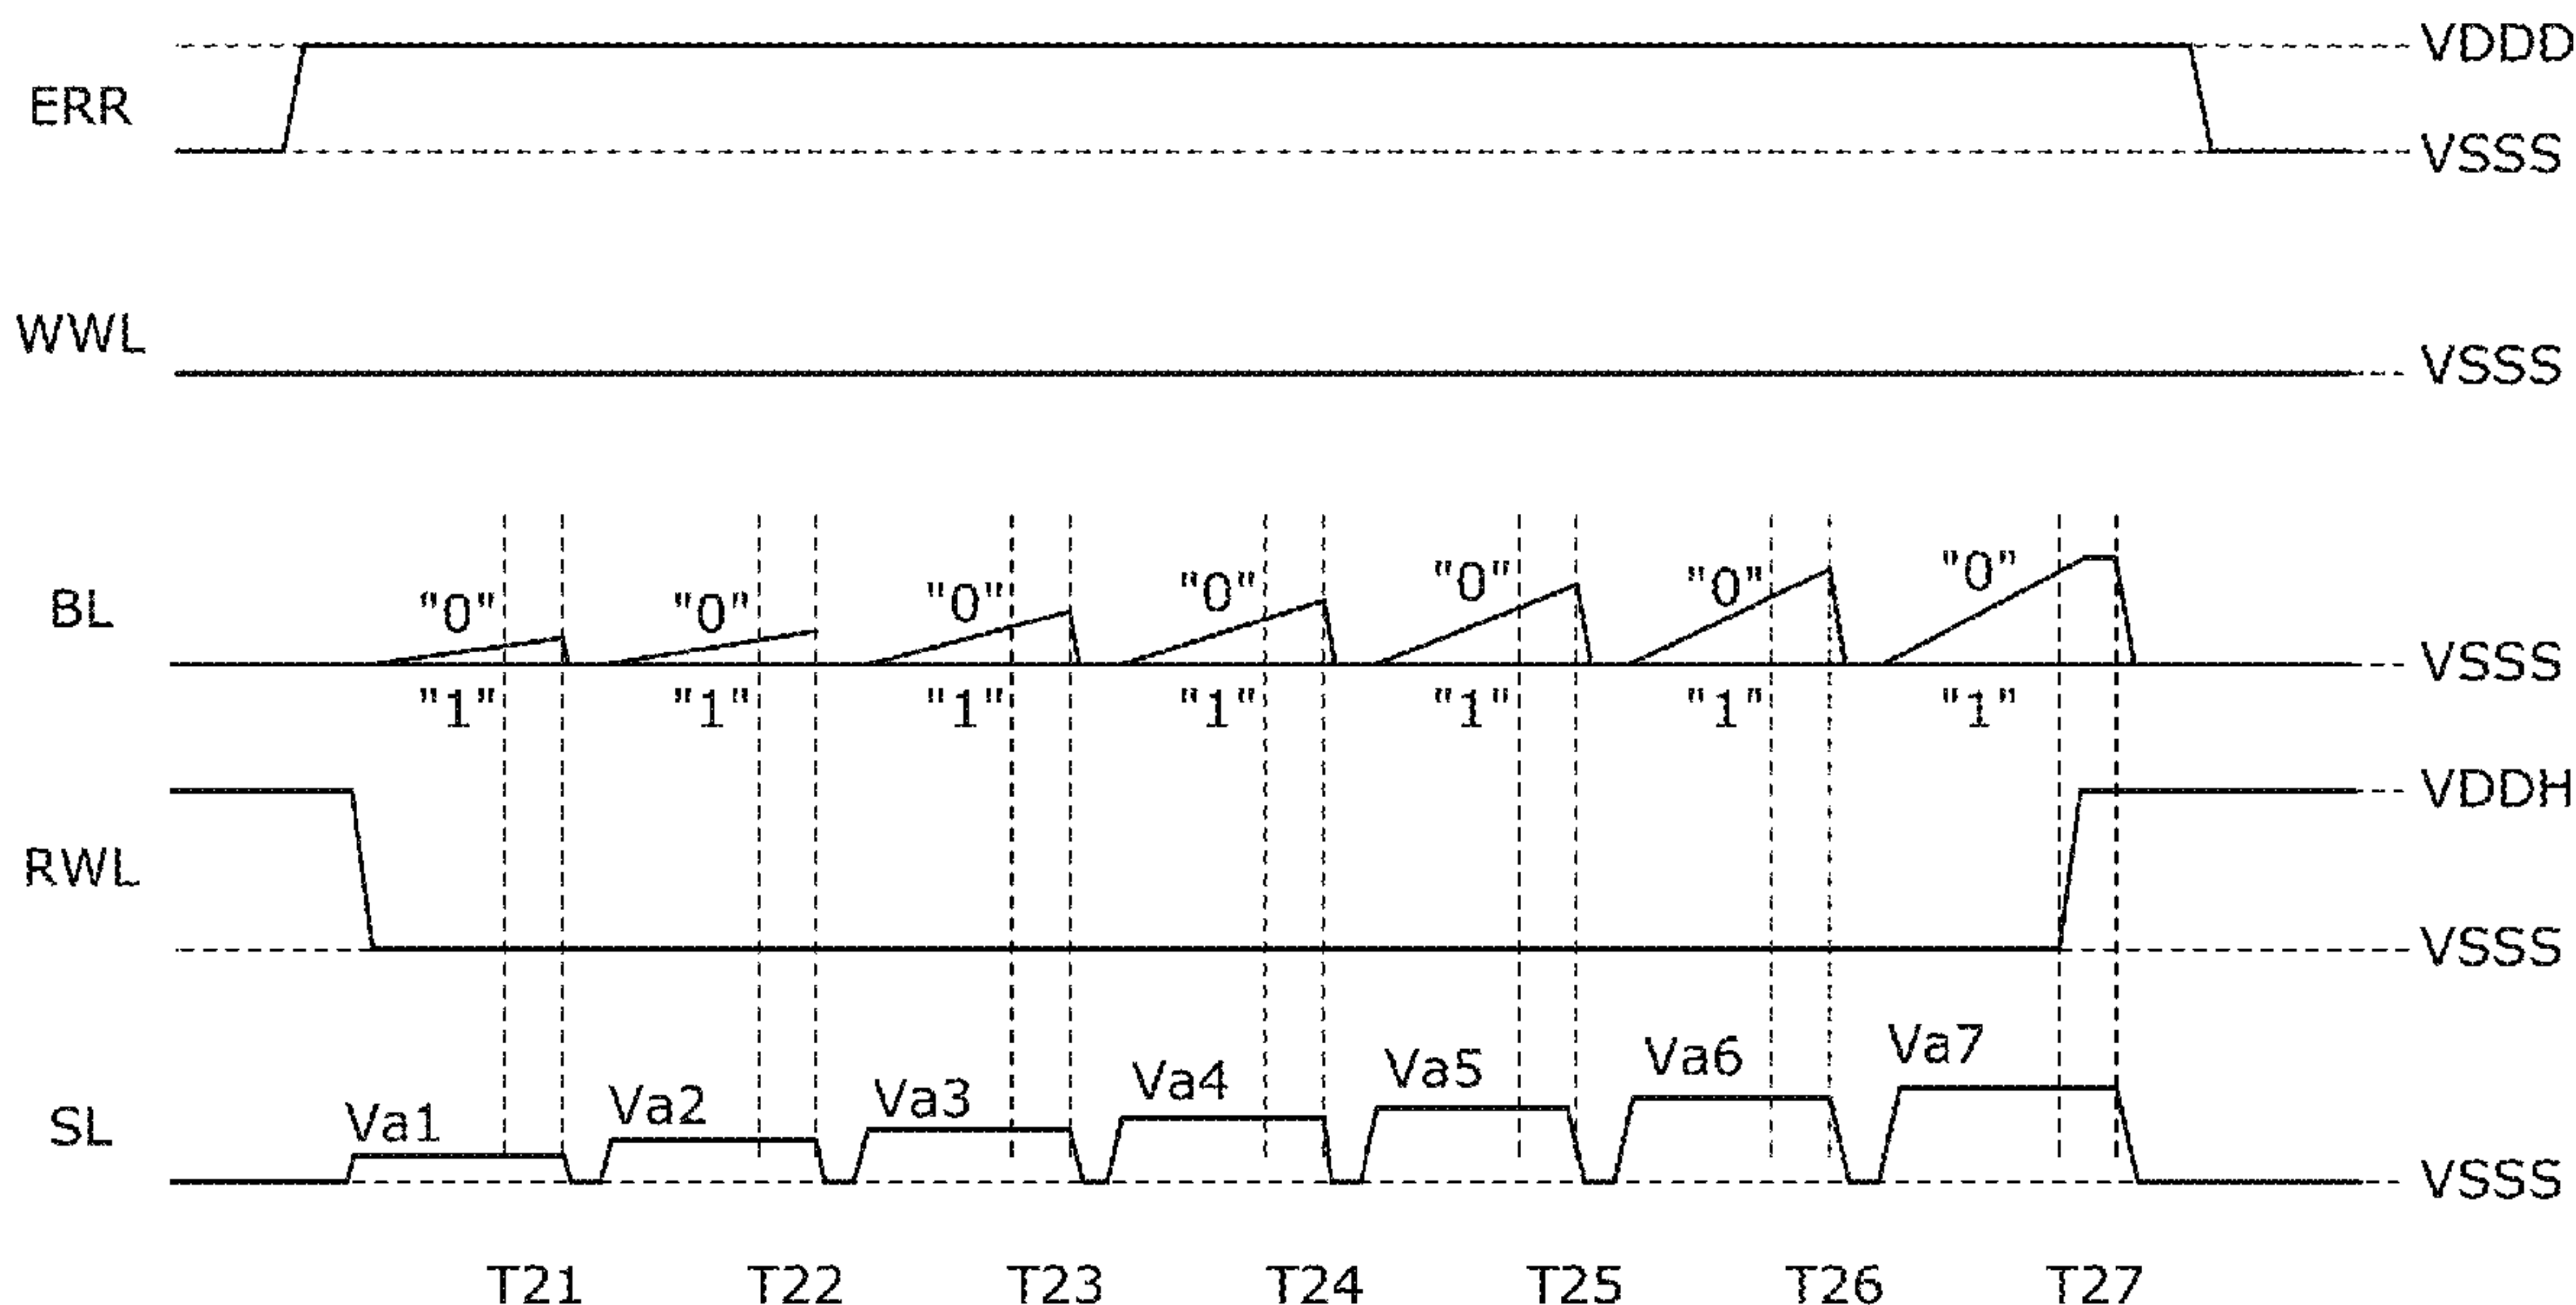 VDDD
ERR
VSSS
WWL
VSSS
"0" "0" "0" "0" "0" "0" "0"
BL
VSSS
"1" "1" "1" "1" "1" "1" "1"
VDDH
RWL
VSSS
Va1 Va2 Va3 Va4 Va5 Va6 Va7
SL
VSSS
T21 T22 T23 T24 T25 T26 T27